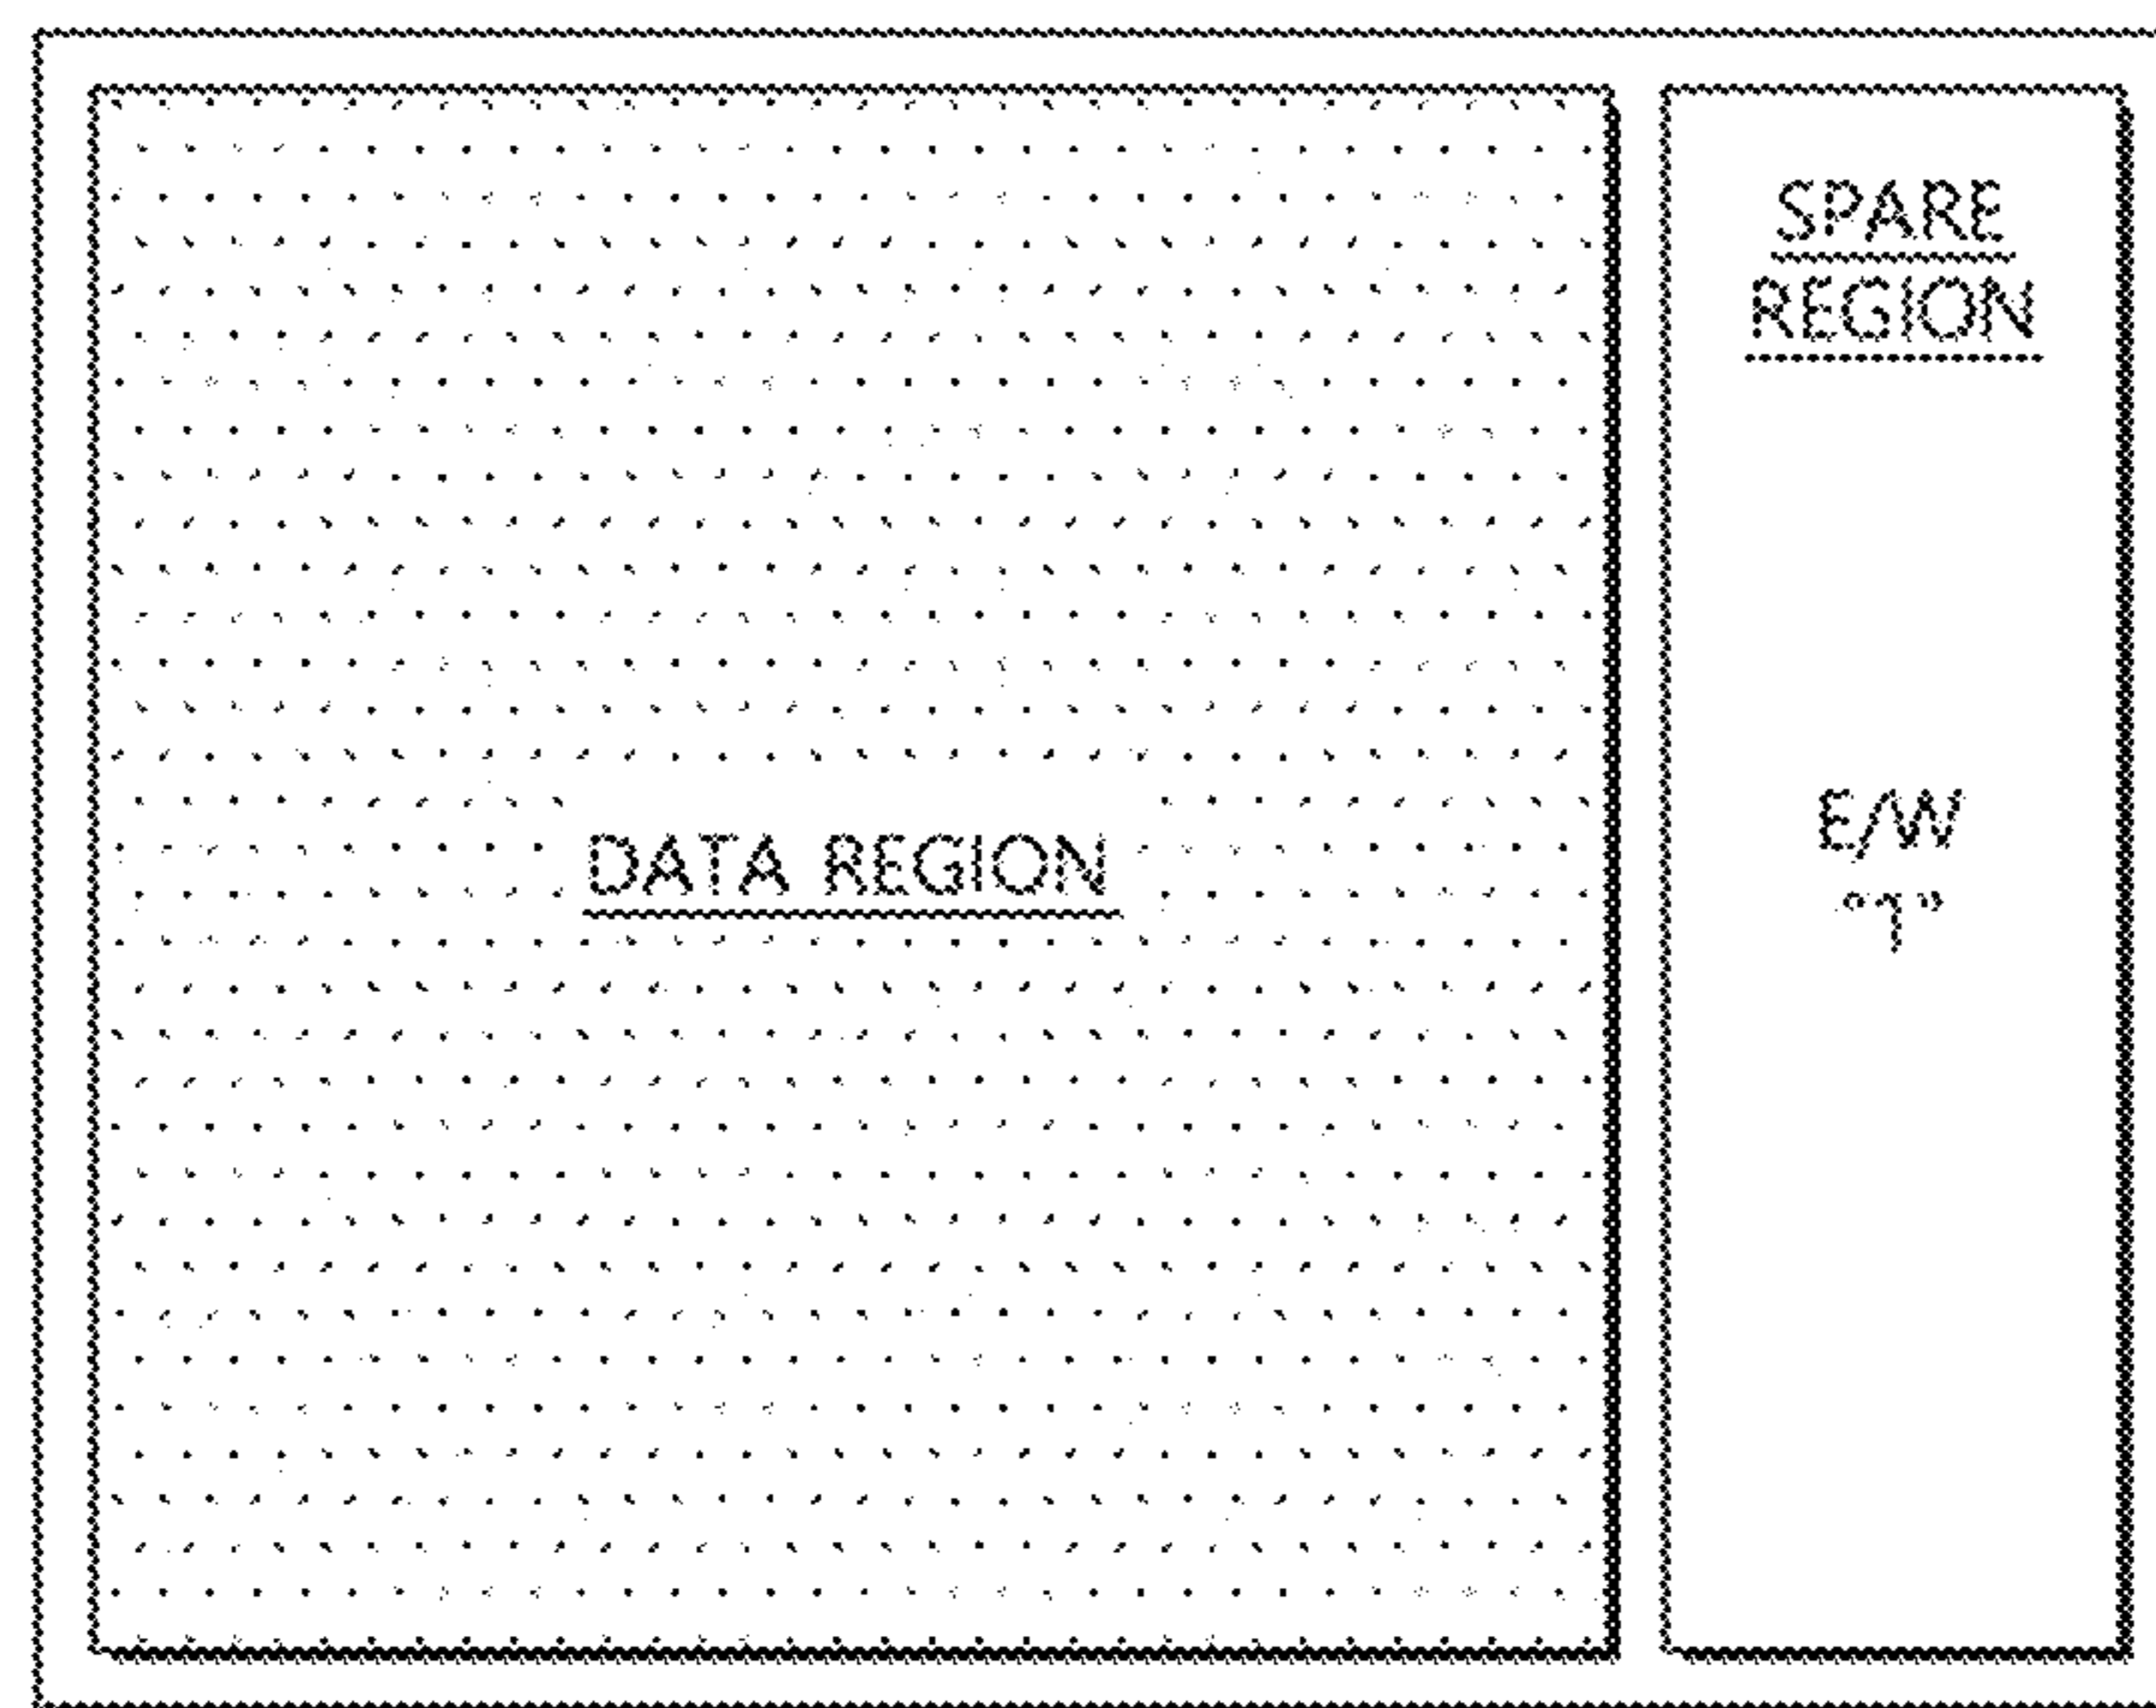 DATA REGION
SPARE
REGION
E/W
"1"